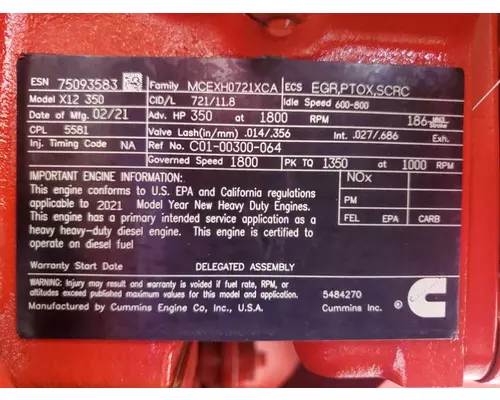 ESN 75093583 Family MCEXH0721XCA ECS EGR,PTOX,SCRC
Model X12 350 CID/L 721/11.8 Idle Speed 600-800
Date of Mfg. 02/21 Adv. HP 350 at 1800 RPM 186 MM3/Stroke
CPL 5581 Valve Lash(in/mm) .014/.356 Int. .027/.686 Exh.
Inj. Timing Code NA Ref No. C01-00300-064
Governed Speed 1800 PK TQ 1350 at 1000 RPM
IMPORTANT ENGINE INFORMATION:
This engine conforms to U.S. EPA and California regulations
applicable to 2021 Model Year New Heavy Duty Engines.
This engine has a primary intended service application as a
heavy heavy-duty diesel engine. This engine is certified to
operate on diesel fuel
NOx
PM
FEL EPA CARB
Warranty Start Date DELEGATED ASSEMBLY
WARNING: Injury may result and warranty is voided if fuel rate, RPM, or
altitudes exceed published maximum values for this model and application.
Manufactured by Cummins Engine Co, Inc., U.S.A.
5484270
Cummins Inc.